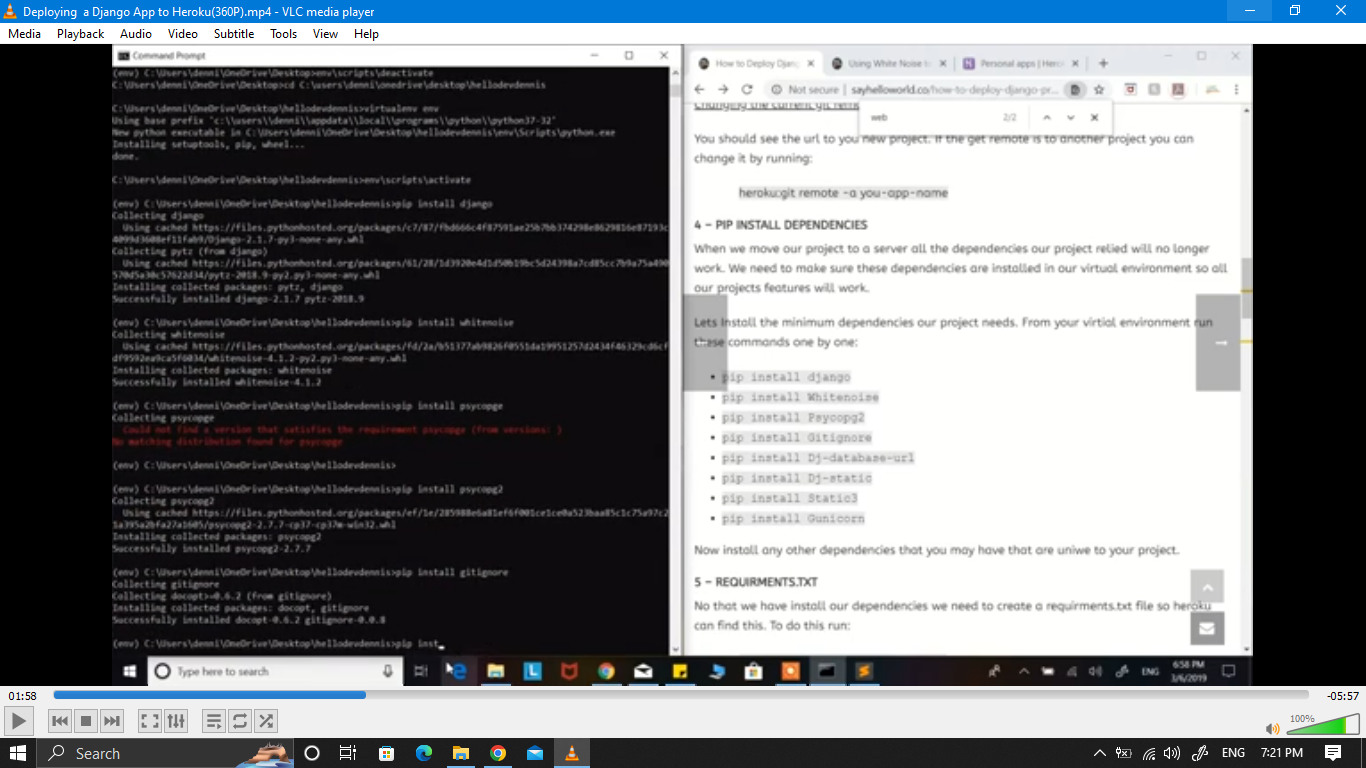 Deploying a Django App to Heroku(360P).mp4 - VLC media player
Media Playback Audio Video Subtitle Tools View Help
Command Prompt
(env) C:\Users\denni\OneDrive\Desktop>env\scripts\deactivate
C:\Users\denni\OneDrive\Desktop>cd C:\users\denni\onedrive\desktop\hellodevdennis
C:\Users\denni\OneDrive\Desktop\hellodevdennis>virtualenv env
Using base prefix 'c:\\users\\denni\\appdata\\local\\programs\\python\\python37-32'
New python executable in C:\Users\denni\OneDrive\Desktop\hellodevdennis\env\Scripts\python.exe
Installing setuptools, pip, wheel...
done.
C:\Users\denni\OneDrive\Desktop\hellodevdennis>env\scripts\activate
(env) C:\Users\denni\OneDrive\Desktop\hellodevdennis>pip install django
Collecting django
Using cached https://files.pythonhosted.org/packages/c7/87/
Django-2.1.7-py3-none-any.whl
Collecting pytz (from django)
Using cached https://files.pythonhosted.org/packages/61/28/
pytz-2018.9-py2.py3-none-any.whl
Installing collected packages: pytz, django
Successfully installed django-2.1.7 pytz-2018.9
(env) C:\Users\denni\OneDrive\Desktop\hellodevdennis>pip install whitenoise
Collecting whitenoise
Using cached https://files.pythonhosted.org/packages/fd/2a/
whitenoise-4.1.2-py2.py3-none-any.whl
Installing collected packages: whitenoise
Successfully installed whitenoise-4.1.2
(env) C:\Users\denni\OneDrive\Desktop\hellodevdennis>pip install psycopge
Collecting psycopge
Could not find a version that satisfies the requirement psycopge (from versions: )
No matching distribution found for psycopge
(env) C:\Users\denni\OneDrive\Desktop\hellodevdennis>
(env) C:\Users\denni\OneDrive\Desktop\hellodevdennis>pip install psycopg2
Collecting psycopg2
Using cached https://files.pythonhosted.org/packages/ef/1e/
psycopg2-2.7.7-cp37-cp37m-win32.whl
Installing collected packages: psycopg2
Successfully installed psycopg2-2.7.7
(env) C:\Users\denni\OneDrive\Desktop\hellodevdennis>pip install gitignore
Collecting gitignore
Collecting docopt>=0.6.2 (from gitignore)
Installing collected packages: docopt, gitignore
Successfully installed docopt-0.6.2 gitignore-0.0.8
(env) C:\Users\denni\OneDrive\Desktop\hellodevdennis>pip inst
How to Deploy Djang Using White Noise to Personal apps | Hero
Not secure | sayhelloworld.co/how-to-deploy-django-pr...
web 2/2
Changing the current git remo
You should see the url to you new project. If the get remote is to another project you can
change it by running:
heroku:git remote -a you-app-name
4 – PIP INSTALL DEPENDENCIES
When we move our project to a server all the dependencies our project relied will no longer
work. We need to make sure these dependencies are installed in our virtual environment so all
our projects features will work.
Lets Install the minimum dependencies our project needs. From your virtial environment run
these commands one by one:
• pip install django
• pip install Whitenoise
• pip install Psycopg2
• pip install Gitignore
• pip install Dj-database-url
• pip install Dj-static
• pip install Static3
• pip install Gunicorn
Now install any other dependencies that you may have that are uniwe to your project.
5 – REQUIRMENTS.TXT
No that we have install our dependencies we need to create a requirments.txt file so heroku
can find this. To do this run:
Type here to search
ENG
6:58 PM
3/6/2019
01:58
-05:57
100%
Search
ENG 7:21 PM